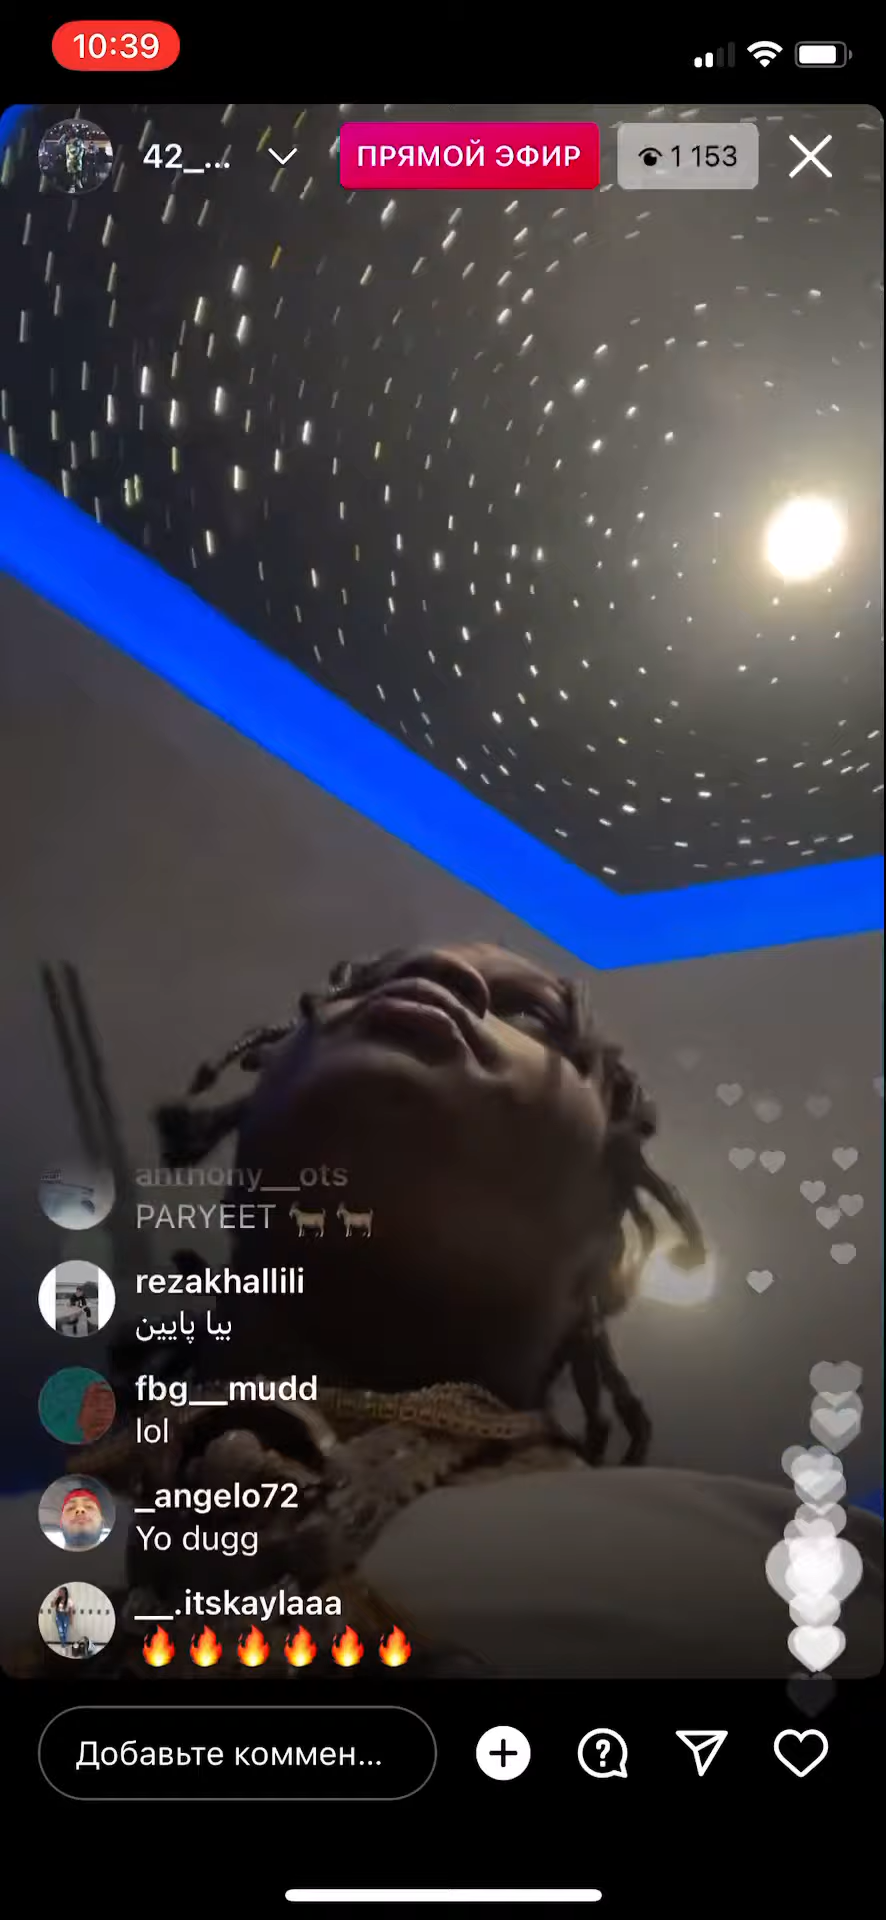 10:39
42_... ПРЯМОЙ ЭФИР 1 153
anthony__ots
PARYEET 🐐 🐐
rezakhallili
بیا پایین
fbg__mudd
lol
_angelo72
Yo dugg
__.itskaylaaa
🔥 🔥 🔥 🔥 🔥 🔥
Добавьте коммен...